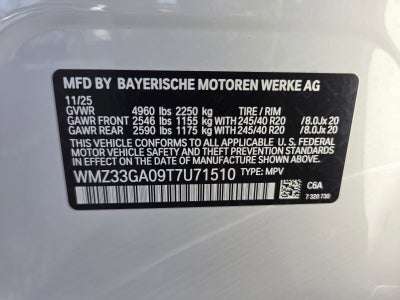 MFD BY BAYERISCHE MOTOREN WERKE AG
11/25
GVWR 4960 lbs 2250 kg TIRE / RIM
GAWR FRONT 2546 lbs 1155 kg WITH 245/40 R20 /8.0Jx20
GAWR REAR 2590 lbs 1175 kg WITH 245/40 R20 /8.0Jx20
THIS VEHICLE CONFORMS TO ALL APPLICABLE U.S. FEDERAL
MOTOR VEHICLE SAFETY AND THEFT PREVENTION STANDARDS
IN EFFECT ON THE DATE OF MANUFACTURE SHOWN ABOVE.
WMZ33GA09T7U71510 TYPE: MPV
C6A
7 320 730